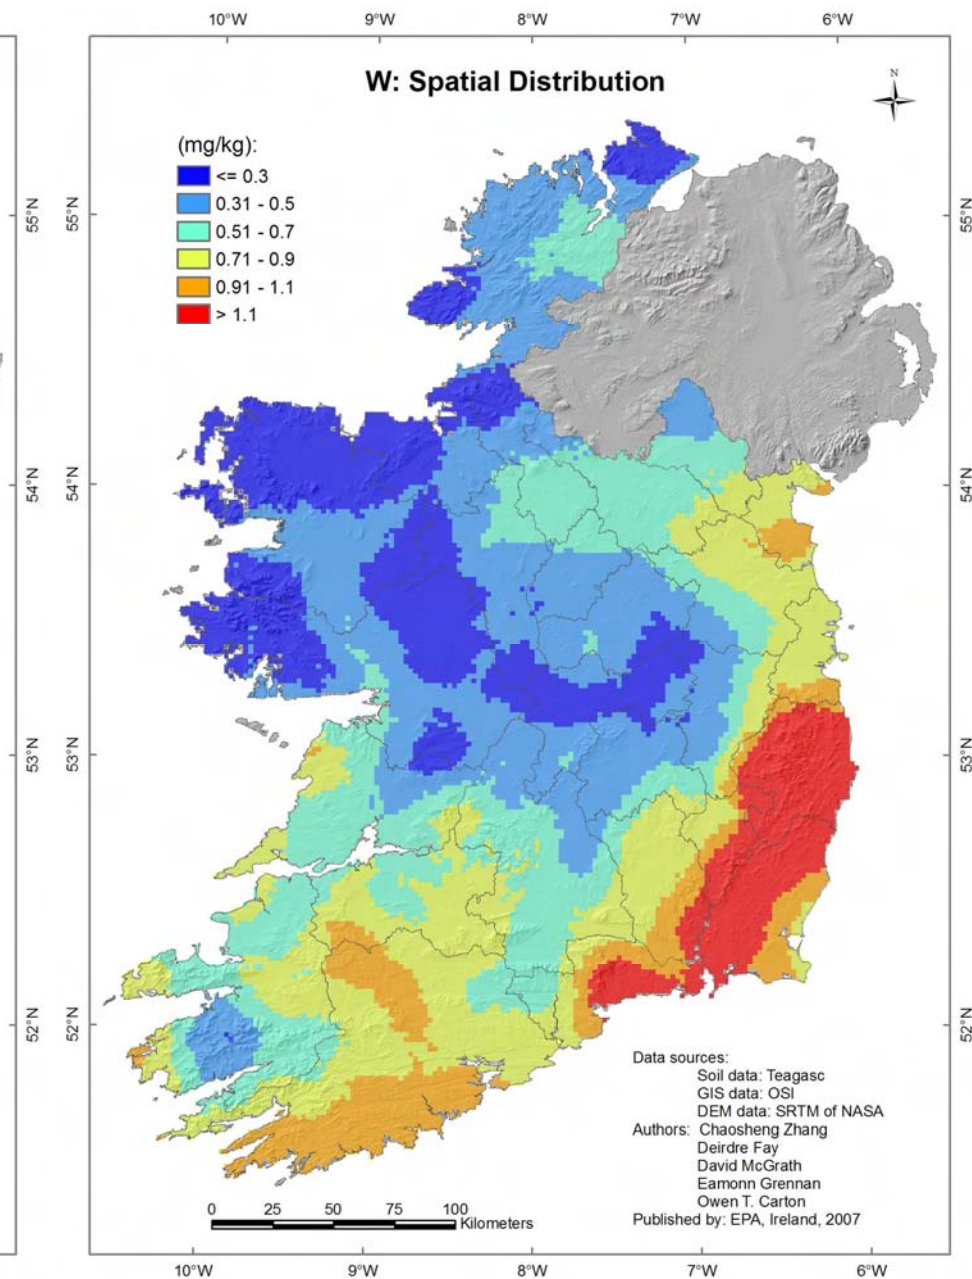 10°W 9°W 8°W 7°W 6°W
W: Spatial Distribution
N
(mg/kg):
<= 0.3
0.31 - 0.5
0.51 - 0.7
0.71 - 0.9
0.91 - 1.1
> 1.1
55°N 55°N 55°N
54°N 54°N 54°N
53°N 53°N 53°N
52°N 52°N 52°N
Data sources:
Soil data: Teagasc
GIS data: OSI
DEM data: SRTM of NASA
Authors: Chaosheng Zhang
Deirdre Fay
David McGrath
Eamonn Grennan
Owen T. Carton
Published by: EPA, Ireland, 2007
0 25 50 75 100
Kilometers
10°W 9°W 8°W 7°W 6°W